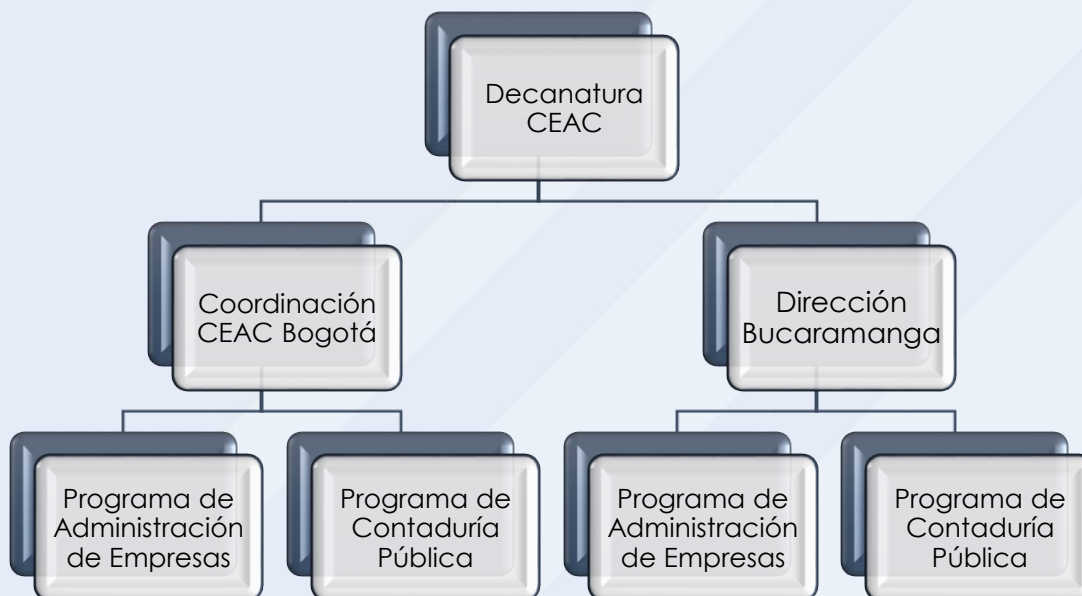 Decanatura
CEAC
Coordinación
CEAC Bogotá
Dirección
Bucaramanga
Programa de
Administración
de Empresas
Programa de
Contaduría
Pública
Programa de
Administración
de Empresas
Programa de
Contaduría
Pública